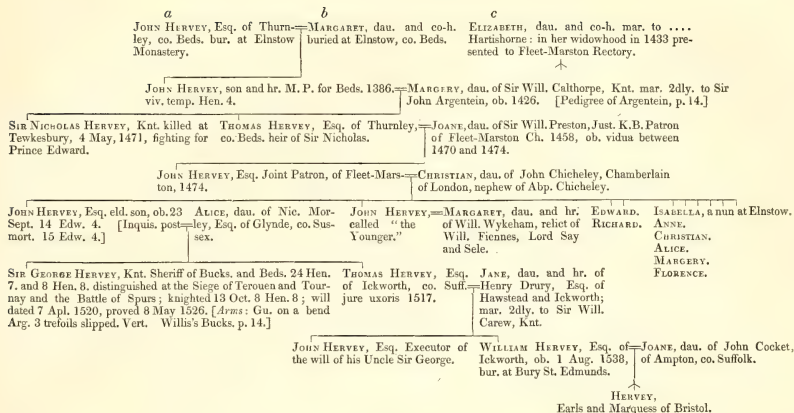 a
John Hervey, Esq. of Thurn-
ley, co. Beds. bur. at Elnstow
Monastery.
b
Margaret, dau. and co-h.
buried at Elnstow, co. Beds.
c
Elizabeth, dau. and co-h. mar. to ....
Hartishorne: in her widowhood in 1433 pre-
sented to Fleet-Marston Rectory.
John Hervey, son and hr. M. P. for Beds. 1386,
viv. temp. Hen. 4.
Margery, dau. of Sir Will. Calthorpe, Knt. mar. 2dly. to Sir
John Argentein, ob. 1426. [Pedigree of Argentein, p. 14.]
Sir Nicholas Hervey, Knt. killed at
Tewkesbury, 4 May, 1471, fighting for
Prince Edward.
Thomas Hervey, Esq. of Thurnley,
co. Beds. heir of Sir Nicholas.
Joane, dau. of Sir Will. Preston, Just. K.B. Patron
of Fleet-Marston Ch. 1458, ob. vidua between
1470 and 1474.
John Hervey, Esq. Joint Patron, of Fleet-Mars-
ton, 1474.
Christian, dau. of John Chicheley, Chamberlain
of London, nephew of Abp. Chicheley.
John Hervey, Esq. eld. son, ob. 23
Sept. 14 Edw. 4. [Inquis. post
mort. 15 Edw. 4.]
Alice, dau. of Nic. Mor-
ley, Esq. of Glynde, co. Sus-
sex.
John Hervey,
called "the
Younger."
Margaret, dau. and hr.
of Will. Wykeham, relict of
Will. Fiennes, Lord Say
and Sele.
Edward.
Richard.
Isabella, a nun at Elnstow.
Anne.
Christian.
Alice.
Margery.
Florence.
Sir George Hervey, Knt. Sheriff of Bucks. and Beds. 24 Hen.
7. and 8 Hen. 8. distinguished at the Siege of Terouen and Tour-
nay and the Battle of Spurs; knighted 13 Oct. 8 Hen. 8; will
dated 7 Apl. 1520, proved 8 May 1526. [Arms: Gu. on a bend
Arg. 3 trefoils slipped. Vert. Willis's Bucks. p. 14.]
Thomas Hervey, Esq.
of Ickworth, co. Suff.
jure uxoris 1517.
Jane, dau. and hr. of
Henry Drury, Esq. of
Hawstead and Ickworth;
mar. 2dly. to Sir Will.
Carew, Knt.
John Hervey, Esq. Executor of
the will of his Uncle Sir George.
William Hervey, Esq. of
Ickworth, ob. 1 Aug. 1538,
bur. at Bury St. Edmunds.
Joane, dau. of John Cocket,
of Ampton, co. Suffolk.
Hervey,
Earls and Marquess of Bristol.